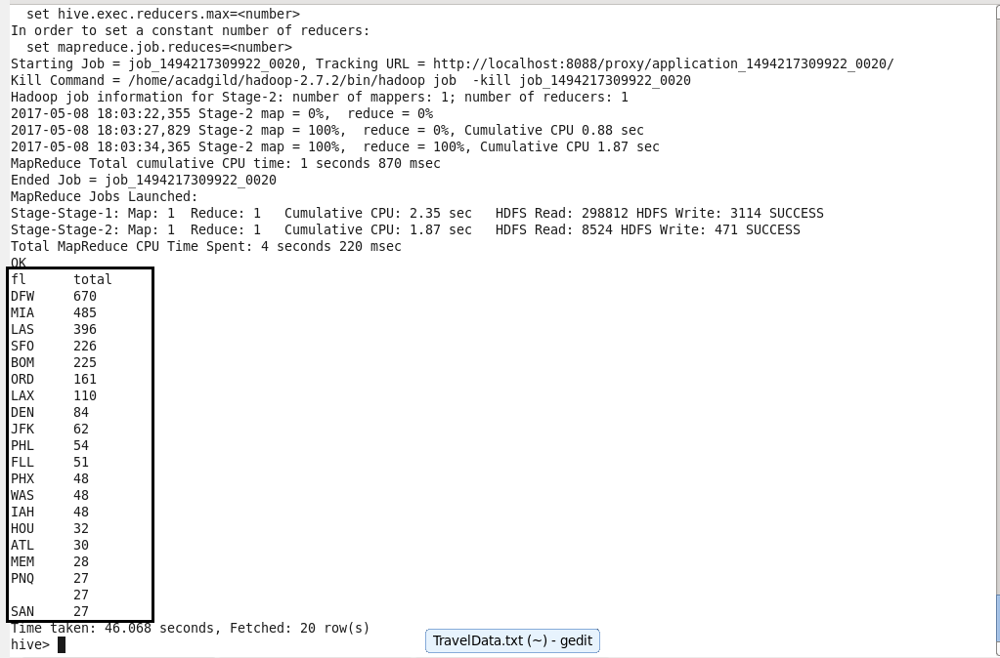 set hive.exec.reducers.max=<number>
In order to set a constant number of reducers:
  set mapreduce.job.reduces=<number>
Starting Job = job_1494217309922_0020, Tracking URL = http://localhost:8088/proxy/application_1494217309922_0020/
Kill Command = /home/acadgild/hadoop-2.7.2/bin/hadoop job  -kill job_1494217309922_0020
Hadoop job information for Stage-2: number of mappers: 1; number of reducers: 1
2017-05-08 18:03:22,355 Stage-2 map = 0%,  reduce = 0%
2017-05-08 18:03:27,829 Stage-2 map = 100%,  reduce = 0%, Cumulative CPU 0.88 sec
2017-05-08 18:03:34,365 Stage-2 map = 100%,  reduce = 100%, Cumulative CPU 1.87 sec
MapReduce Total cumulative CPU time: 1 seconds 870 msec
Ended Job = job_1494217309922_0020
MapReduce Jobs Launched:
Stage-Stage-1: Map: 1  Reduce: 1   Cumulative CPU: 2.35 sec   HDFS Read: 298812 HDFS Write: 3114 SUCCESS
Stage-Stage-2: Map: 1  Reduce: 1   Cumulative CPU: 1.87 sec   HDFS Read: 8524 HDFS Write: 471 SUCCESS
Total MapReduce CPU Time Spent: 4 seconds 220 msec
OK
fl      total
DFW     670
MIA     485
LAS     396
SFO     226
BOM     225
ORD     161
LAX     110
DEN     84
JFK     62
PHL     54
FLL     51
PHX     48
WAS     48
IAH     48
HOU     32
ATL     30
MEM     28
PNQ     27
        27
SAN     27
Time taken: 46.068 seconds, Fetched: 20 row(s)
hive>
TravelData.txt (~) - gedit